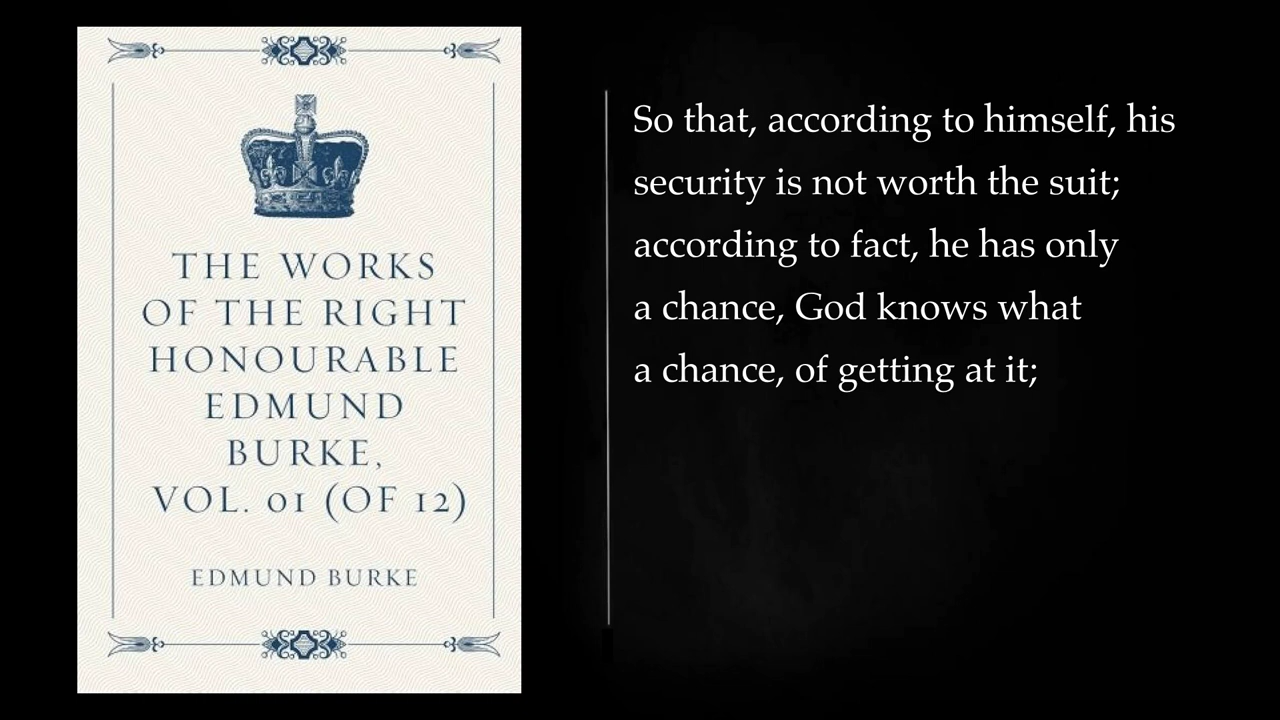 THE WORKS
OF THE RIGHT
HONOURABLE
EDMUND
BURKE,
VOL. 01 (OF 12)
EDMUND BURKE
So that, according to himself, his
security is not worth the suit;
according to fact, he has only
a chance, God knows what
a chance, of getting at it;